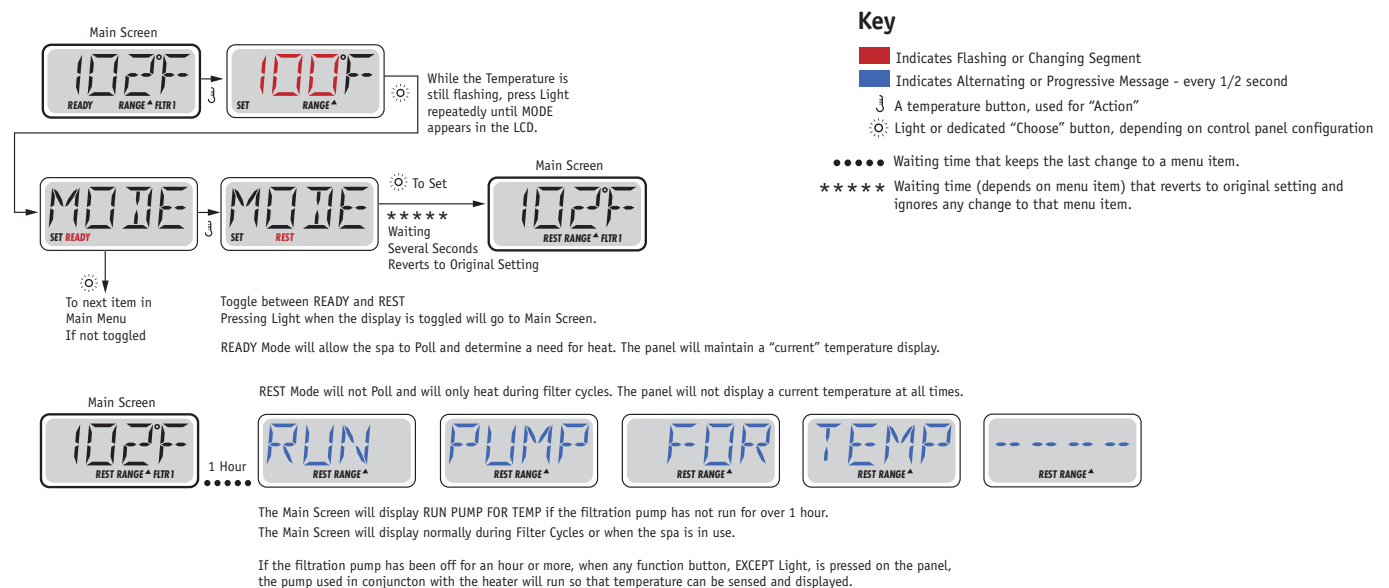 Main Screen
102°F
READY RANGE FLTR1
100°F
SET RANGE
While the Temperature is
still flashing, press Light
repeatedly until MODE
appears in the LCD.
Key
Indicates Flashing or Changing Segment
Indicates Alternating or Progressive Message - every 1/2 second
A temperature button, used for “Action”
Light or dedicated “Choose” button, depending on control panel configuration
Waiting time that keeps the last change to a menu item.
***** Waiting time (depends on menu item) that reverts to original setting and
ignores any change to that menu item.
MODE
SET READY
MODE
SET REST
To Set
*****
Waiting
Several Seconds
Reverts to Original Setting
Main Screen
102°F
REST RANGE FLTR1
To next item in
Main Menu
If not toggled
Toggle between READY and REST
Pressing Light when the display is toggled will go to Main Screen.
READY Mode will allow the spa to Poll and determine a need for heat. The panel will maintain a “current” temperature display.
REST Mode will not Poll and will only heat during filter cycles. The panel will not display a current temperature at all times.
Main Screen
102°F
REST RANGE FLTR1
1 Hour
RUN
REST RANGE
PUMP
REST RANGE
FOR
REST RANGE
TEMP
REST RANGE
-- -- -- --
REST RANGE
The Main Screen will display RUN PUMP FOR TEMP if the filtration pump has not run for over 1 hour.
The Main Screen will display normally during Filter Cycles or when the spa is in use.
If the filtration pump has been off for an hour or more, when any function button, EXCEPT Light, is pressed on the panel,
the pump used in conjuncton with the heater will run so that temperature can be sensed and displayed.